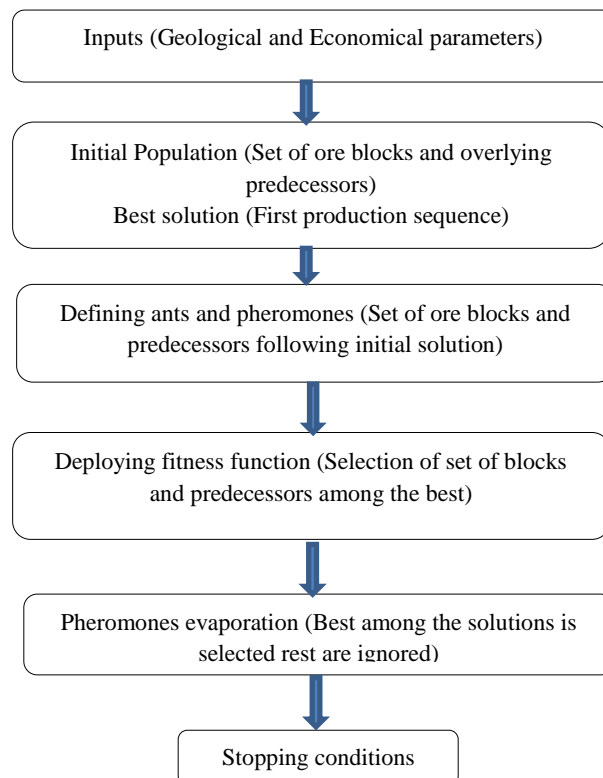 Inputs (Geological and Economical parameters)
Initial Population (Set of ore blocks and overlying
predecessors)
Best solution (First production sequence)
Defining ants and pheromones (Set of ore blocks and
predecessors following initial solution)
Deploying fitness function (Selection of set of blocks
and predecessors among the best)
Pheromones evaporation (Best among the solutions is
selected rest are ignored)
Stopping conditions